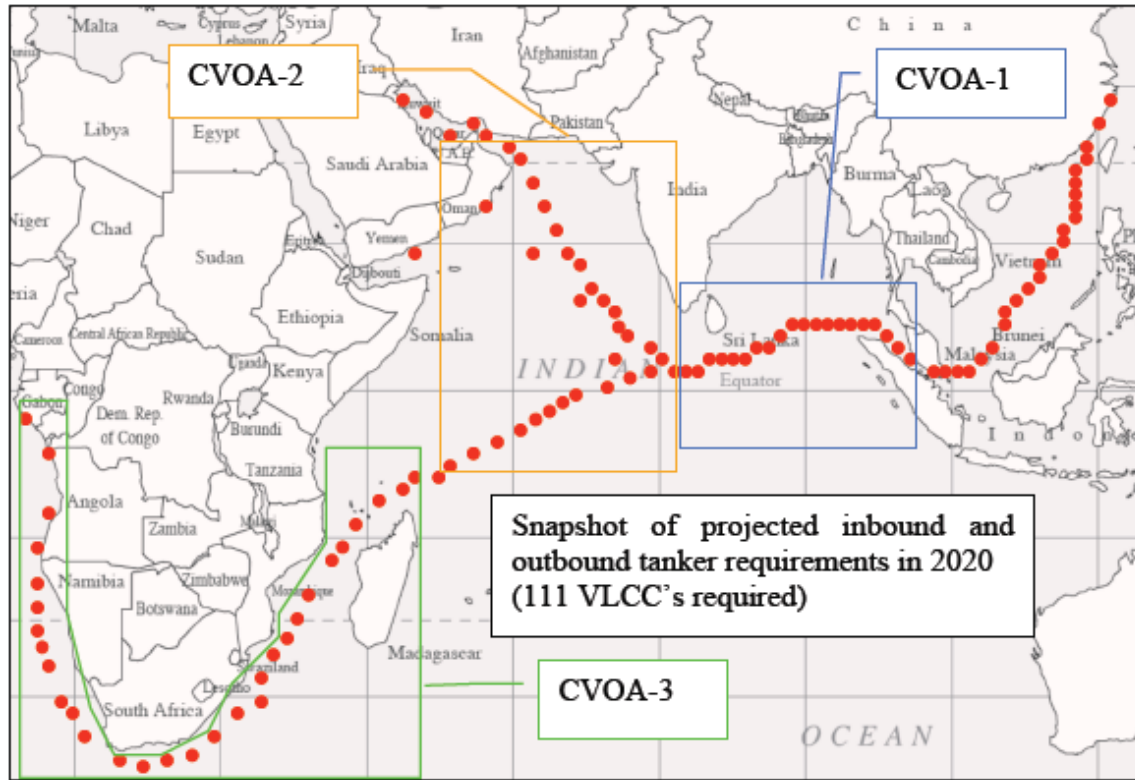 Malta
Cyprus
Lebanon
Syria
Iran
Afghanistan
C h i n a
CVOA-2
CVOA-1
Iraq
Kuwait
Nepal
Pakistan
Bangladesh
Libya
Egypt
Qatar
U.A.E.
Saudi Arabia
India
Burma
Laos
Oman
Niger
Chad
Yemen
Thailand
Sudan
Eritrea
Cambodia
Vietnam
Djibouti
Ethiopia
Somalia
Cameroon
Central African Republic
Sri Lanka
Brunei
Malaysia
Uganda
Kenya
INDIAN
Equator
Congo
Gabon
Rwanda
Dem. Rep.
of Congo
Burundi
I n d o n
Tanzania
Angola
Zambia
Malawi
Snapshot of projected inbound and
outbound tanker requirements in 2020
(111 VLCC's required)
Namibia
Zimbabwe
Mozambique
Botswana
Madagascar
Swaziland
Lesotho
CVOA-3
South Africa
OCEAN